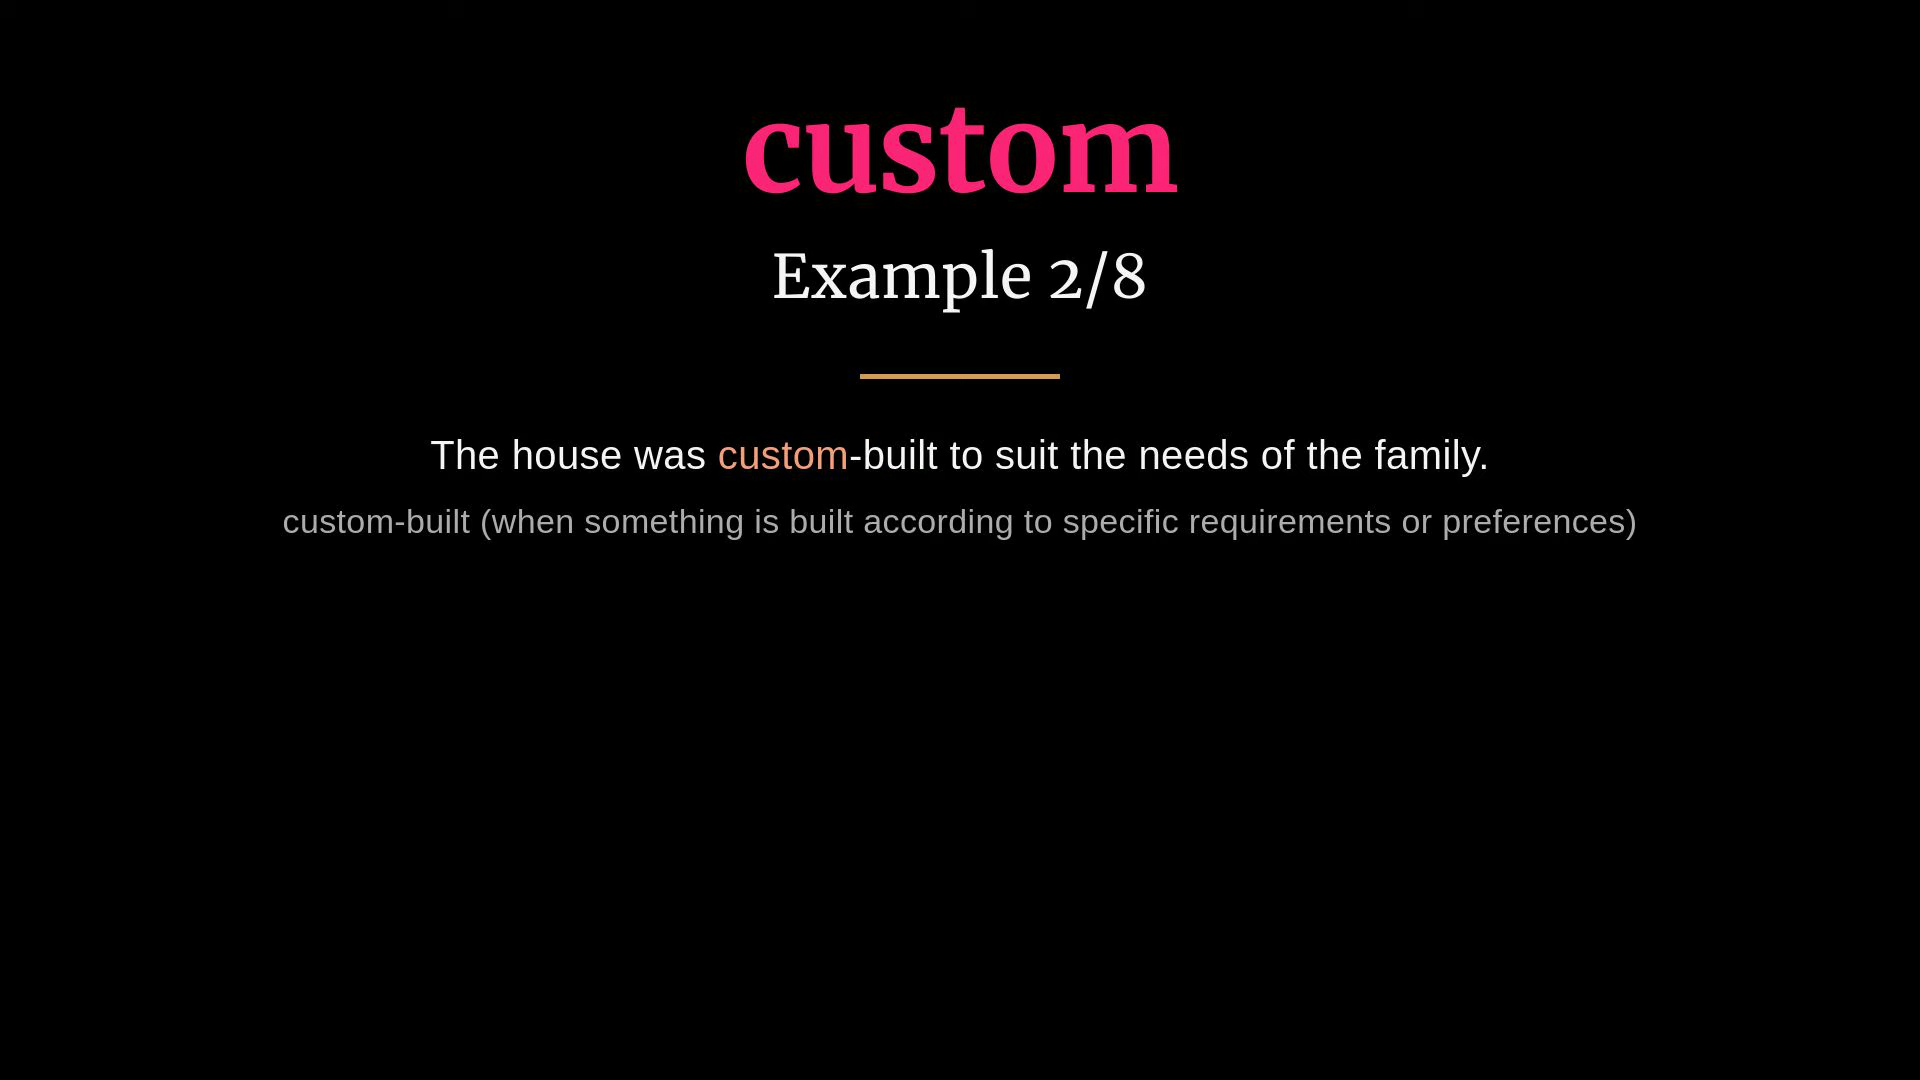 custom
Example 2/8
The house was custom-built to suit the needs of the family.
custom-built (when something is built according to specific requirements or preferences)